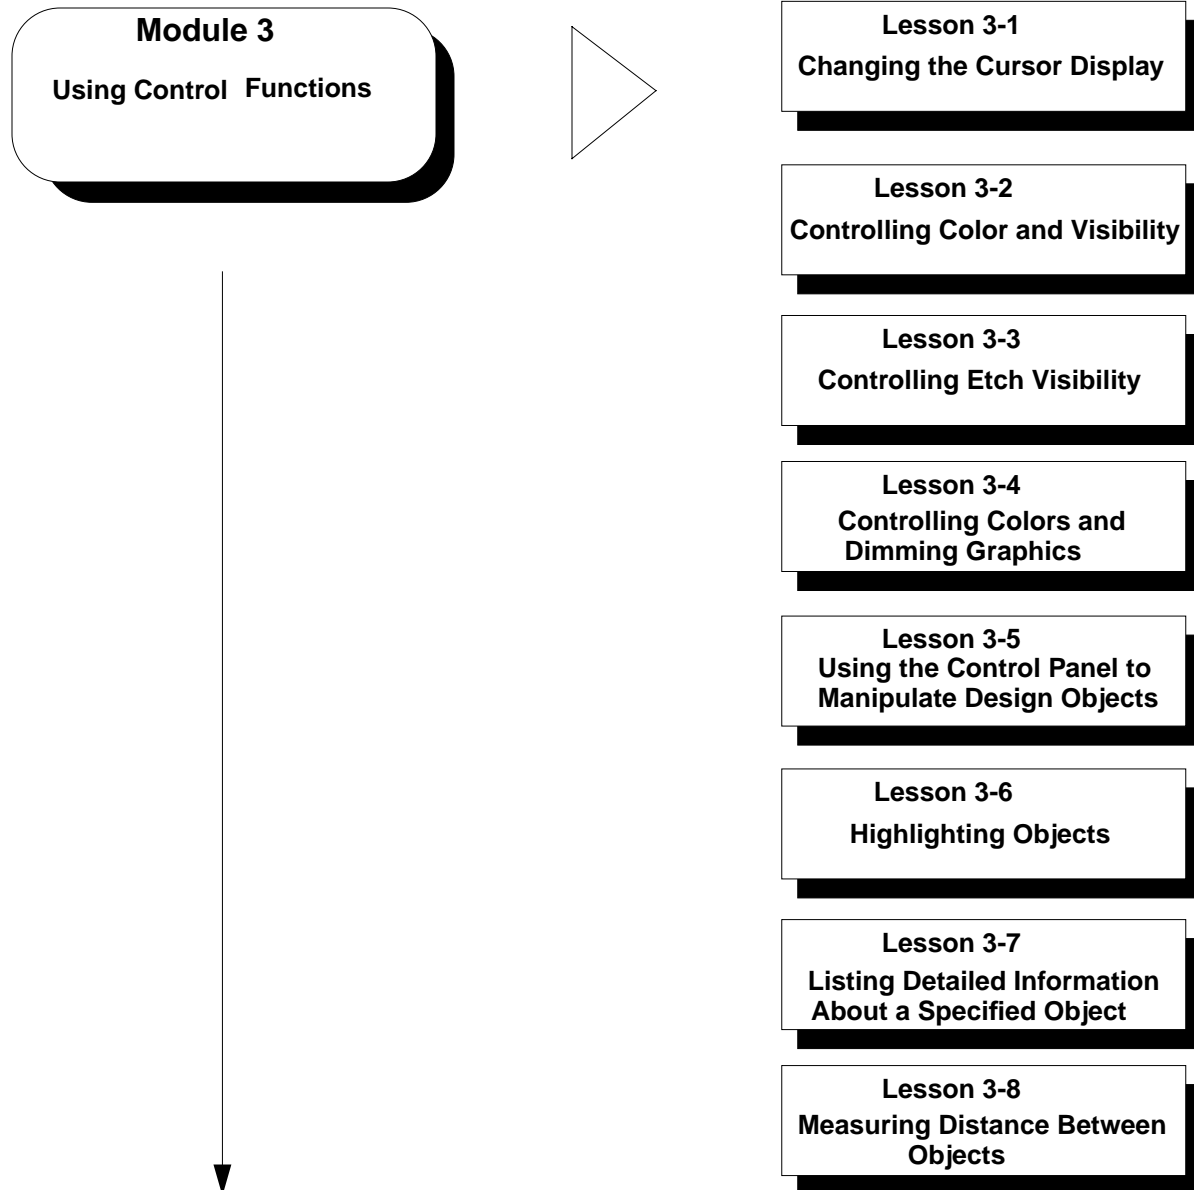 Module 3
Using Control Functions
Lesson 3-1
Changing the Cursor Display
Lesson 3-2
Controlling Color and Visibility
Lesson 3-3
Controlling Etch Visibility
Lesson 3-4
Controlling Colors and
Dimming Graphics
Lesson 3-5
Using the Control Panel to
Manipulate Design Objects
Lesson 3-6
Highlighting Objects
Lesson 3-7
Listing Detailed Information
About a Specified Object
Lesson 3-8
Measuring Distance Between
Objects